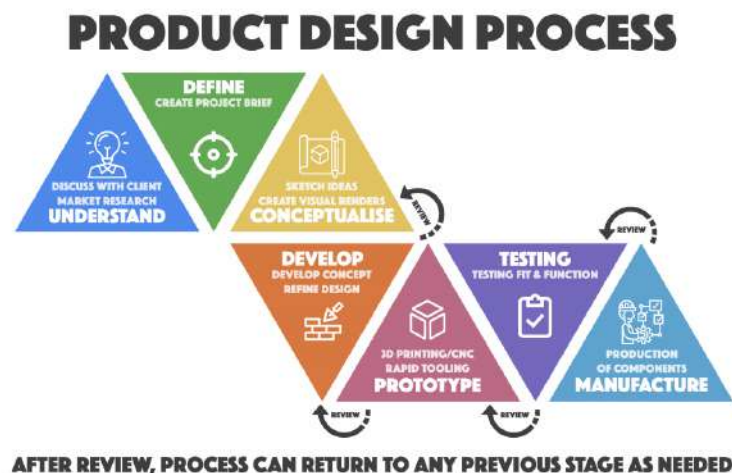 PRODUCT DESIGN PROCESS
DISCUSS WITH CLIENT
MARKET RESEARCH
UNDERSTAND
DEFINE
CREATE PROJECT BRIEF
SKETCH IDEAS
CREATE VISUAL RENDERS
CONCEPTUALISE
REVIEW
DEVELOP
DEVELOP CONCEPT
REFINE DESIGN
REVIEW
3D PRINTING/CNC
RAPID TOOLING
PROTOTYPE
TESTING
TESTING FIT & FUNCTION
REVIEW
REVIEW
PRODUCTION
OF COMPONENTS
MANUFACTURE
AFTER REVIEW, PROCESS CAN RETURN TO ANY PREVIOUS STAGE AS NEEDED